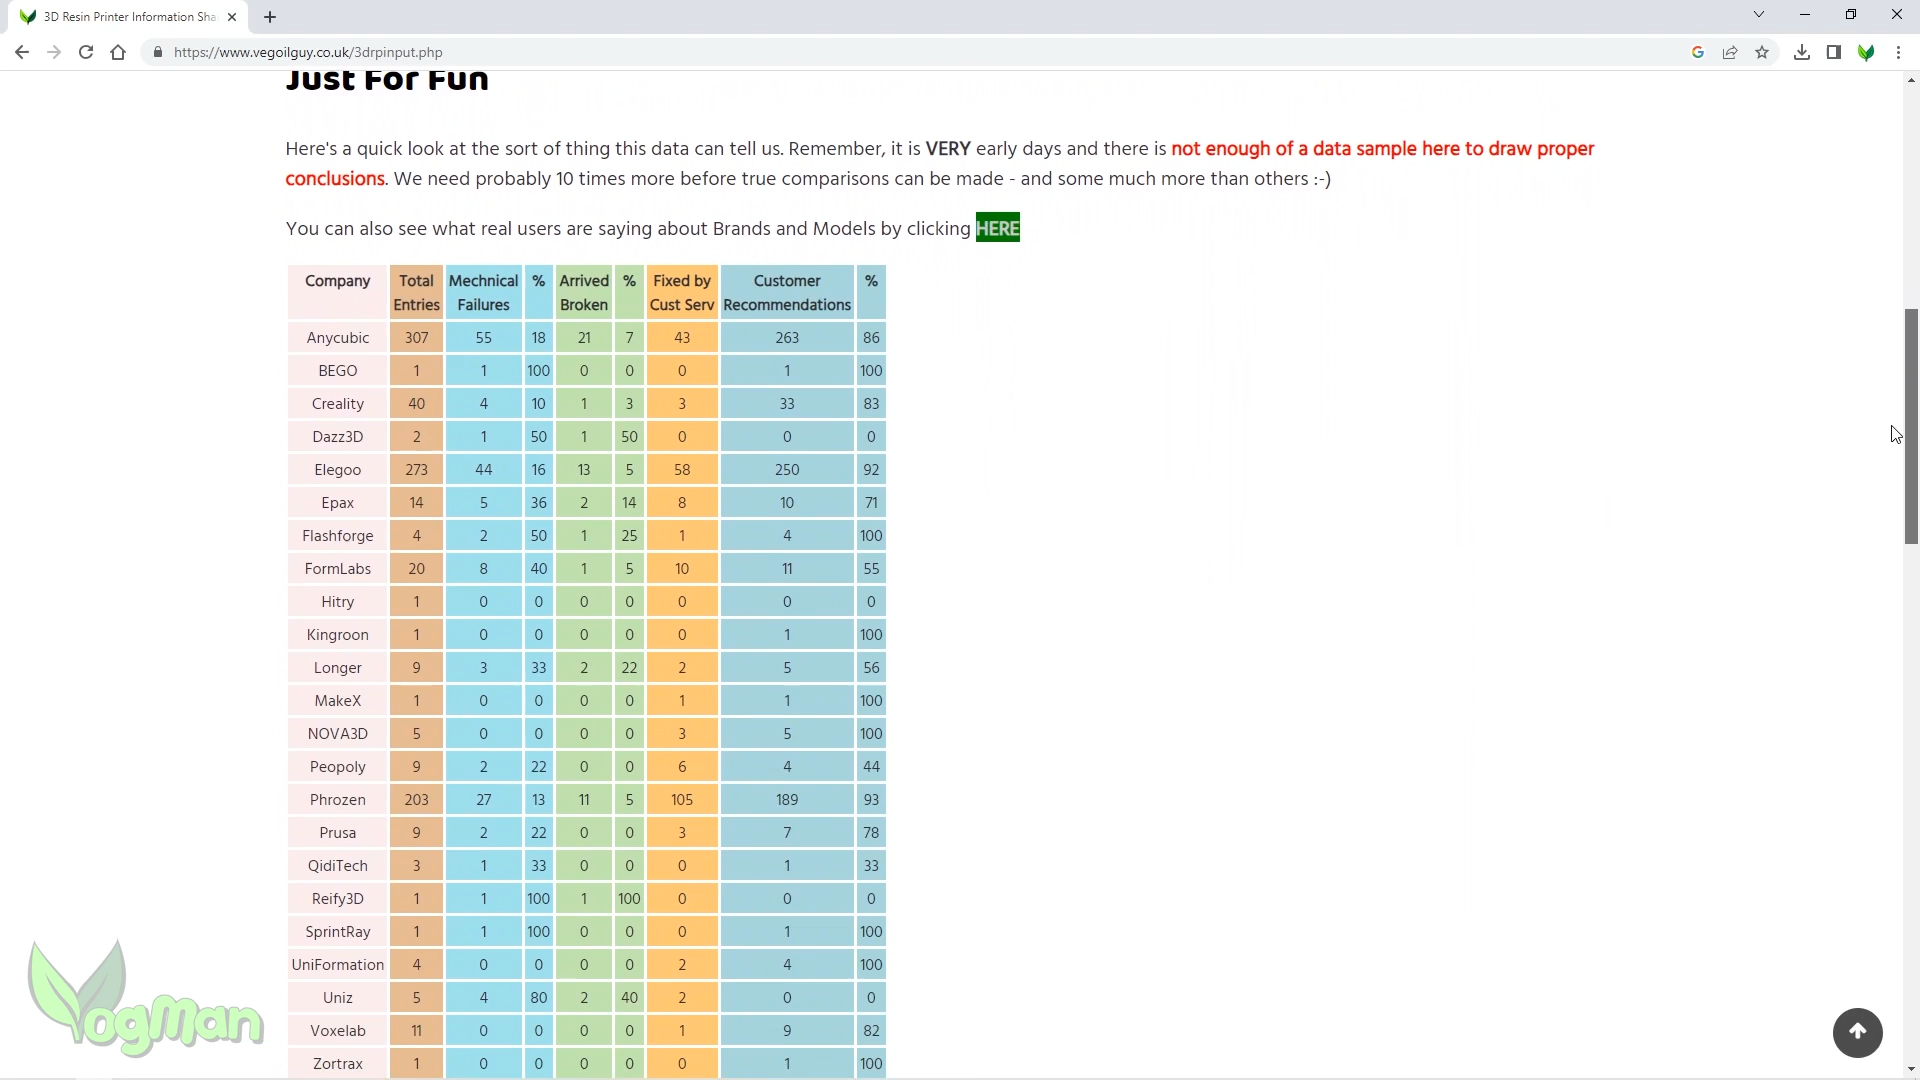 3D Resin Printer Information Sha
https://www.vegoilguy.co.uk/3drpinput.php
Just For Fun
Here's a quick look at the sort of thing this data can tell us. Remember, it is VERY early days and there is not enough of a data sample here to draw proper
conclusions. We need probably 10 times more before true comparisons can be made - and some much more than others :-)
You can also see what real users are saying about Brands and Models by clicking HERE
Company Total Entries Mechnical Failures % Arrived Broken % Fixed by Cust Serv Customer Recommendations %
Anycubic 307 55 18 21 7 43 263 86
BEGO 1 1 100 0 0 0 1 100
Creality 40 4 10 1 3 3 33 83
Dazz3D 2 1 50 1 50 0 0 0
Elegoo 273 44 16 13 5 58 250 92
Epax 14 5 36 2 14 8 10 71
Flashforge 4 2 50 1 25 1 4 100
FormLabs 20 8 40 1 5 10 11 55
Hitry 1 0 0 0 0 0 0 0
Kingroon 1 0 0 0 0 0 1 100
Longer 9 3 33 2 22 2 5 56
MakeX 1 0 0 0 0 1 1 100
NOVA3D 5 0 0 0 0 3 5 100
Peopoly 9 2 22 0 0 6 4 44
Phrozen 203 27 13 11 5 105 189 93
Prusa 9 2 22 0 0 3 7 78
QidiTech 3 1 33 0 0 0 1 33
Reify3D 1 1 100 1 100 0 0 0
SprintRay 1 1 100 0 0 0 1 100
UniFormation 4 0 0 0 0 2 4 100
Uniz 5 4 80 2 40 2 0 0
Voxelab 11 0 0 0 0 1 9 82
Zortrax 1 0 0 0 0 0 1 100
VogMan